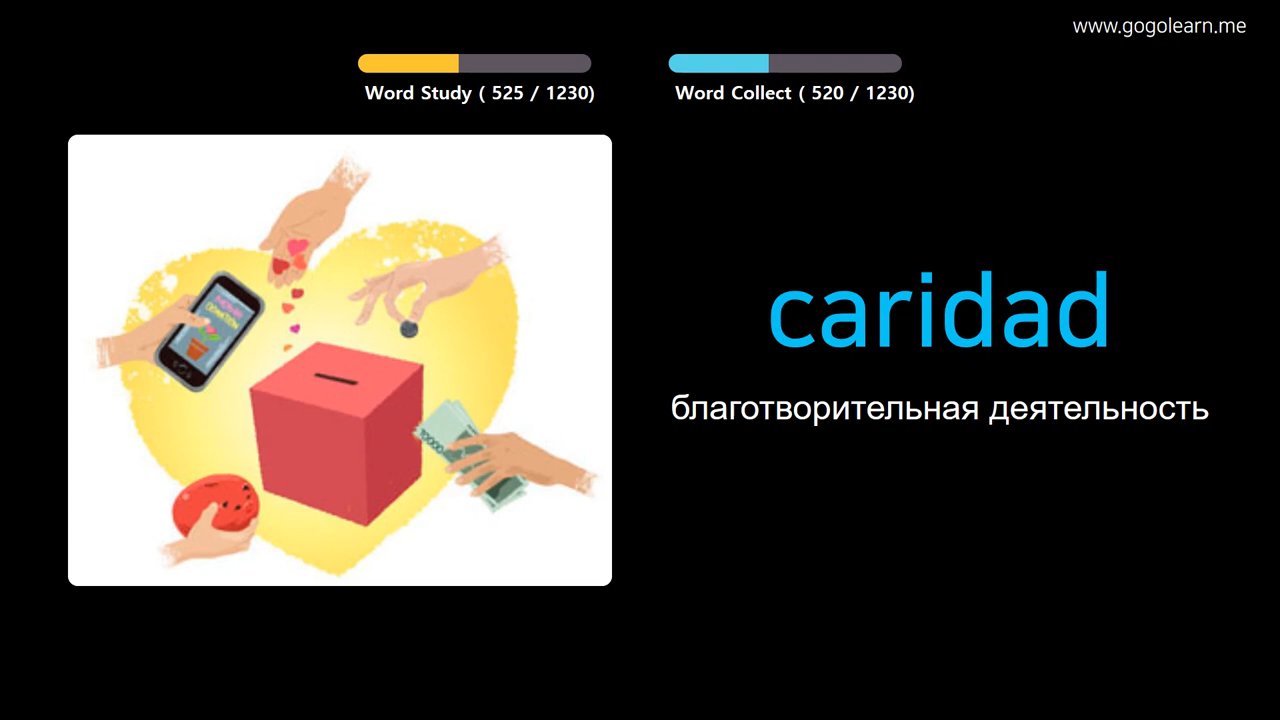 www.gogolearn.me
Word Study ( 525 / 1230)
Word Collect ( 520 / 1230)
caridad
благотворительная деятельность